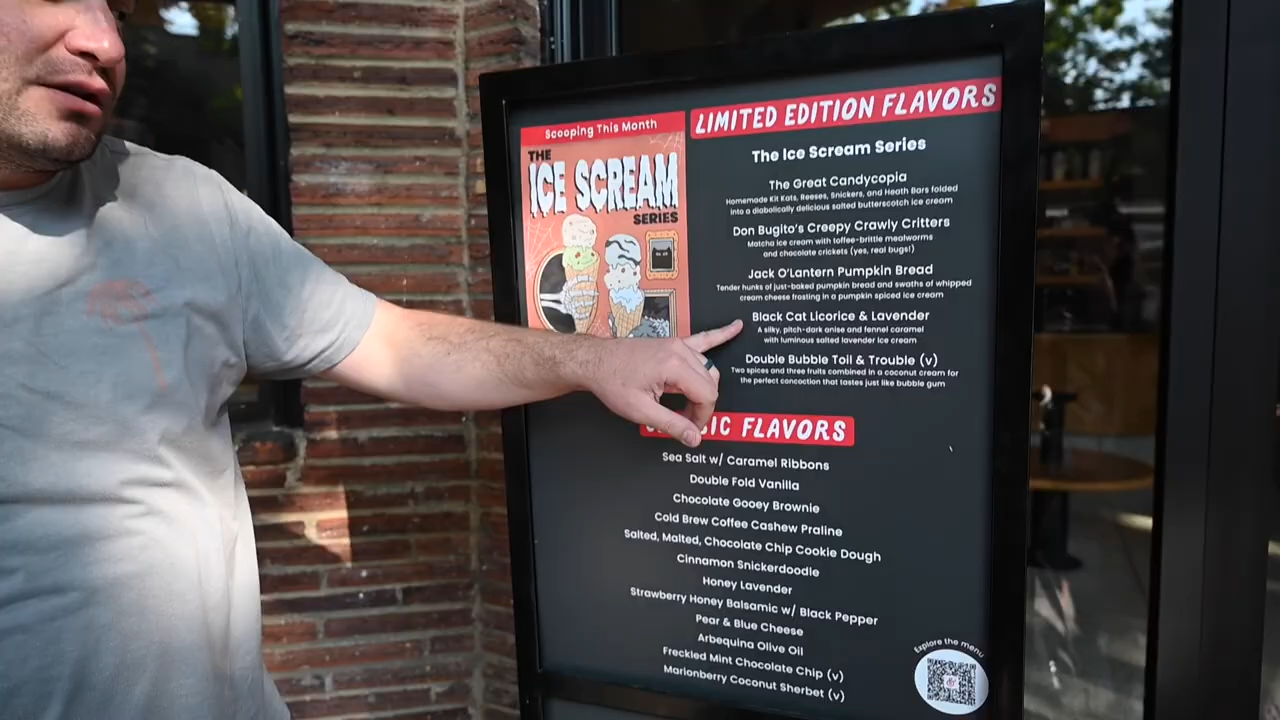 Scooping This Month
THE
ICE SCREAM
SERIES
LIMITED EDITION FLAVORS
The Ice Scream Series
The Great Candycopia
Homemade Kit Kats, Reeses, Snickers, and Heath Bars folded
into a diabolically delicious salted butterscotch ice cream
Don Bugito's Creepy Crawly Critters
Matcha ice cream with toffee-brittle mealworms
and chocolate crickets (yes, real bugs!)
Jack O'Lantern Pumpkin Bread
Tender hunks of just-baked pumpkin bread and swaths of whipped
cream cheese frosting in a pumpkin spiced ice cream
Black Cat Licorice & Lavender
A silky, pitch-dark anise and fennel caramel
with luminous salted lavender ice cream
Double Bubble Toil & Trouble (v)
Two spices and three fruits combined in a coconut cream for
the perfect concoction that tastes just like bubble gum
FLAVORS
Sea Salt w/ Caramel Ribbons
Double Fold Vanilla
Chocolate Gooey Brownie
Cold Brew Coffee Cashew Praline
Salted, Malted, Chocolate Chip Cookie Dough
Cinnamon Snickerdoodle
Honey Lavender
Strawberry Honey Balsamic w/ Black Pepper
Pear & Blue Cheese
Arbequina Olive Oil
Freckled Mint Chocolate Chip (v)
Marionberry Coconut Sherbet (v)
Explore the menu